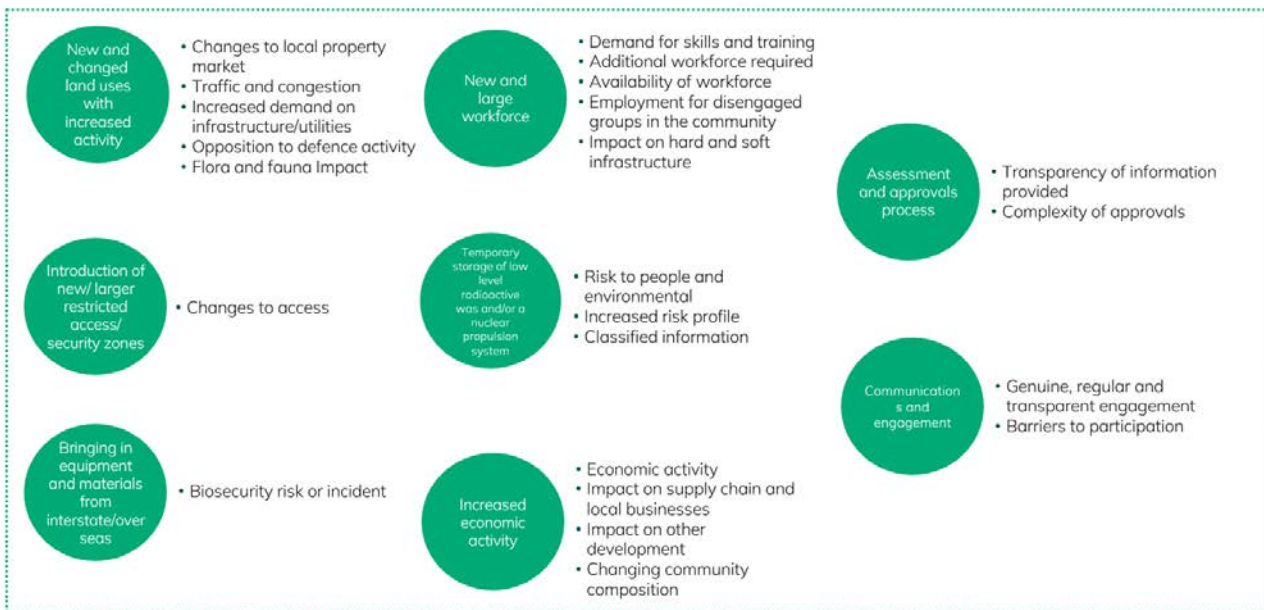 New and
changed
land uses
with
increased
activity
• Changes to local property
market
• Traffic and congestion
• Increased demand on
infrastructure/utilities
• Opposition to defence activity
• Flora and fauna Impact
Introduction of
new/ larger
restricted
access/
security zones
• Changes to access
Bringing in
equipment
and materials
from
interstate/over
seas
• Biosecurity risk or incident
New and
large
workforce
• Demand for skills and training
• Additional workforce required
• Availability of workforce
• Employment for disengaged
groups in the community
• Impact on hard and soft
infrastructure
Temporary
storage of low
level
radioactive
was and/or a
nuclear
propulsion
system
• Risk to people and
environmental
• Increased risk profile
• Classified information
Increased
economic
activity
• Economic activity
• Impact on supply chain and
local businesses
• Impact on other
development
• Changing community
composition
Assessment
and approvals
process
• Transparency of information
provided
• Complexity of approvals
Communication
s and
engagement
• Genuine, regular and
transparent engagement
• Barriers to participation